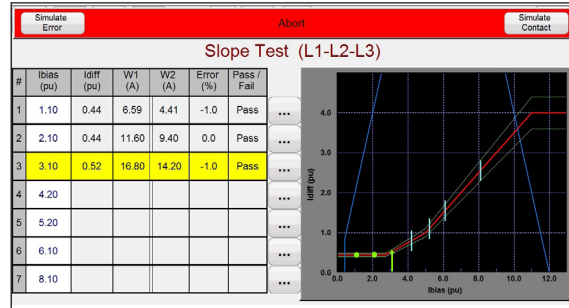 Simulate Error
Abort
Simulate Contact
Slope Test (L1-L2-L3)
# Ibias (pu) Idiff (pu) W1 (A) W2 (A) Error (%) Pass / Fail
1 1.10 0.44 6.59 4.41 -1.0 Pass ...
2 2.10 0.44 11.60 9.40 0.0 Pass ...
3 3.10 0.52 16.80 14.20 -1.0 Pass ...
4 4.20 ...
5 5.20 ...
6 6.10 ...
7 8.10 ...
Idiff (pu)
4.0
3.0
2.0
1.0
0.0
0.0 2.0 4.0 6.0 8.0 10.0 12.0
Ibias (pu)